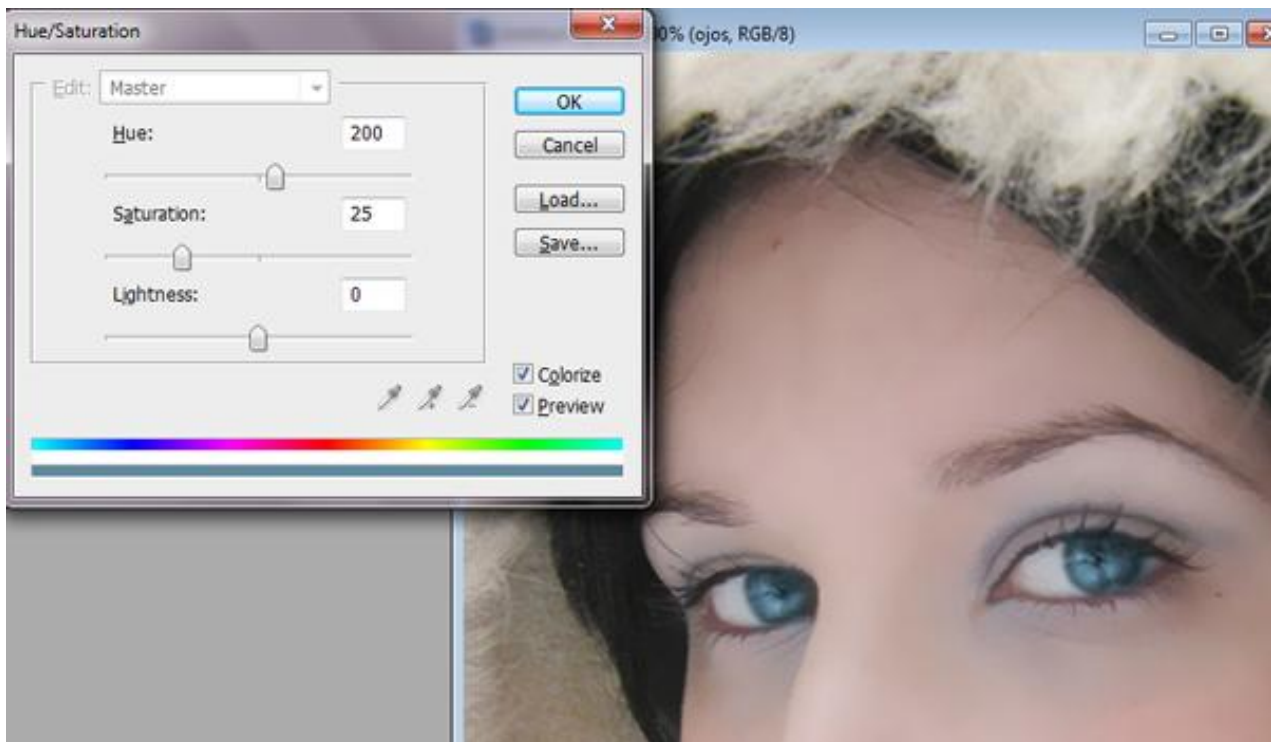 Hue/Saturation
0% (ojos, RGB/8)
Edit: Master
OK
Hue: 200
Cancel
Load...
Saturation: 25
Save...
Lightness: 0
Colorize
Preview